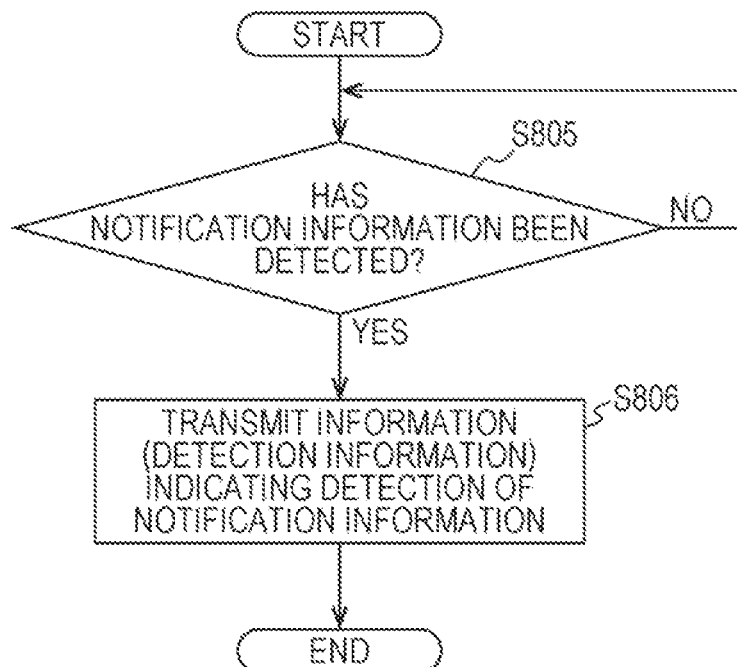 START
S805
HAS
NOTIFICATION INFORMATION BEEN
DETECTED?
NO
YES
S806
TRANSMIT INFORMATION
(DETECTION INFORMATION)
INDICATING DETECTION OF
NOTIFICATION INFORMATION
END